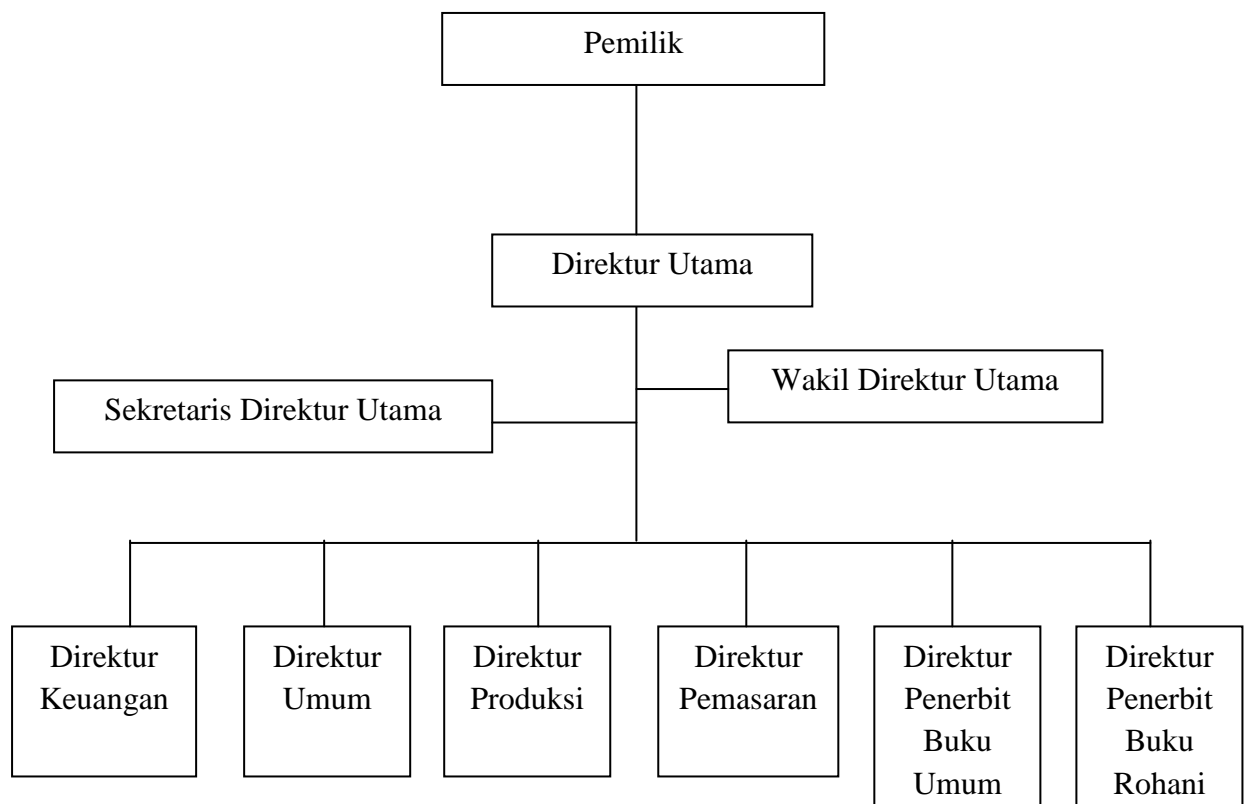 Pemilik
Direktur Utama
Wakil Direktur Utama
Sekretaris Direktur Utama
Direktur
Keuangan
Direktur
Umum
Direktur
Produksi
Direktur
Pemasaran
Direktur
Penerbit
Buku
Umum
Direktur
Penerbit
Buku
Rohani